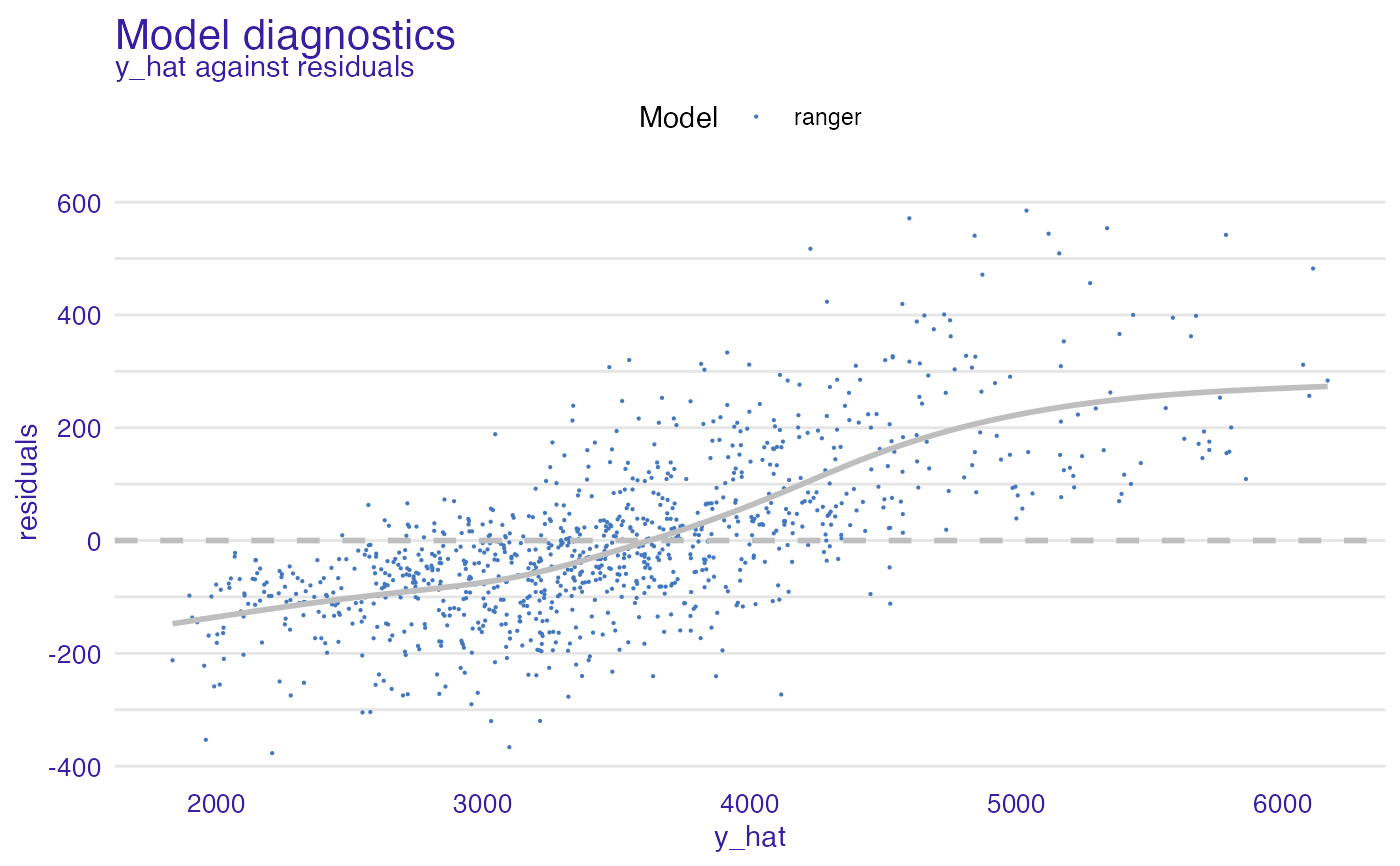 Model diagnostics
y_hat against residuals
Model ranger
600
400
200
0
-200
-400
residuals
2000 3000 4000 5000 6000
y_hat